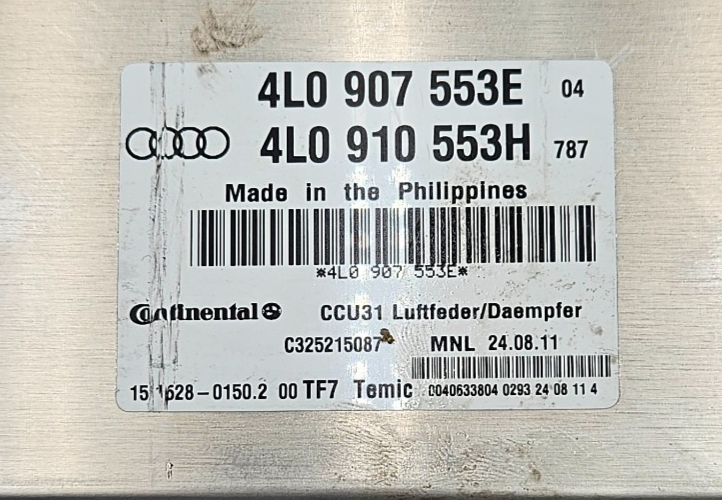 4L0 907 553E 04
4L0 910 553H 787
Made in the Philippines
*4L0 907 553E*
Continental CCU31 Luftfeder/Daempfer
C325215087 MNL 24.08.11
00 TF7 Temic 0040633804 0293 24 08 11 4